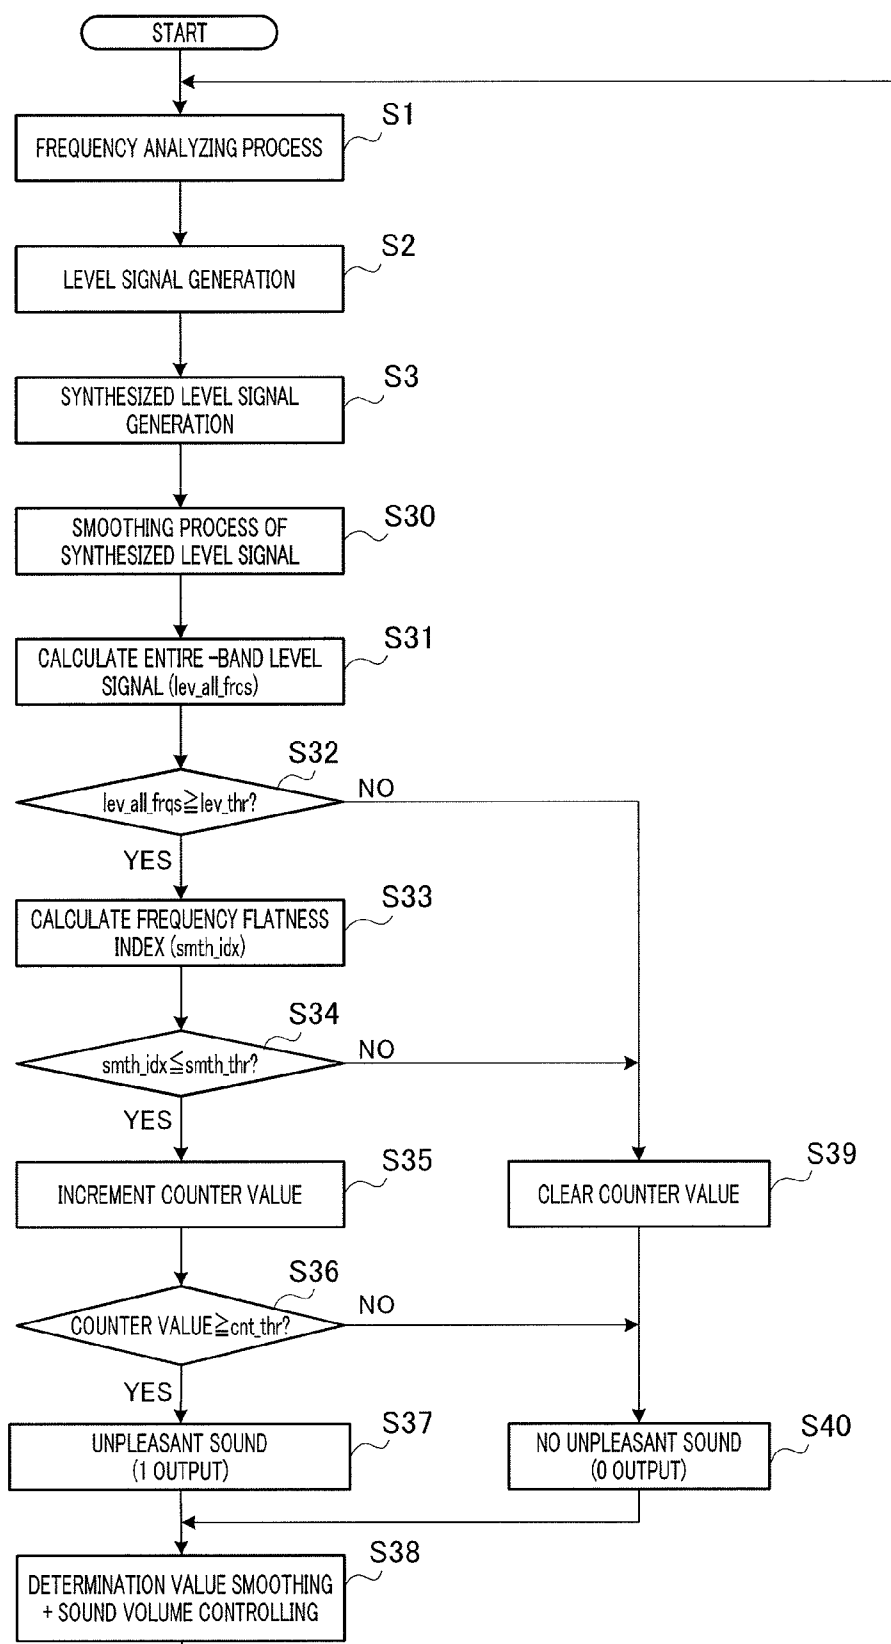 START
S1
FREQUENCY ANALYZING PROCESS
S2
LEVEL SIGNAL GENERATION
S3
SYNTHESIZED LEVEL SIGNAL
GENERATION
S30
SMOOTHING PROCESS OF
SYNTHESIZED LEVEL SIGNAL
S31
CALCULATE ENTIRE -BAND LEVEL
SIGNAL (lev_all_frcs)
S32
lev_all_frqs≧lev_thr?
NO
YES
S33
CALCULATE FREQUENCY FLATNESS
INDEX (smth_idx)
S34
smth_idx≦smth_thr?
NO
YES
S35
INCREMENT COUNTER VALUE
S39
CLEAR COUNTER VALUE
S36
COUNTER VALUE≧cnt_thr?
NO
YES
S37
UNPLEASANT SOUND
(1 OUTPUT)
S40
NO UNPLEASANT SOUND
(0 OUTPUT)
S38
DETERMINATION VALUE SMOOTHING
+ SOUND VOLUME CONTROLLING